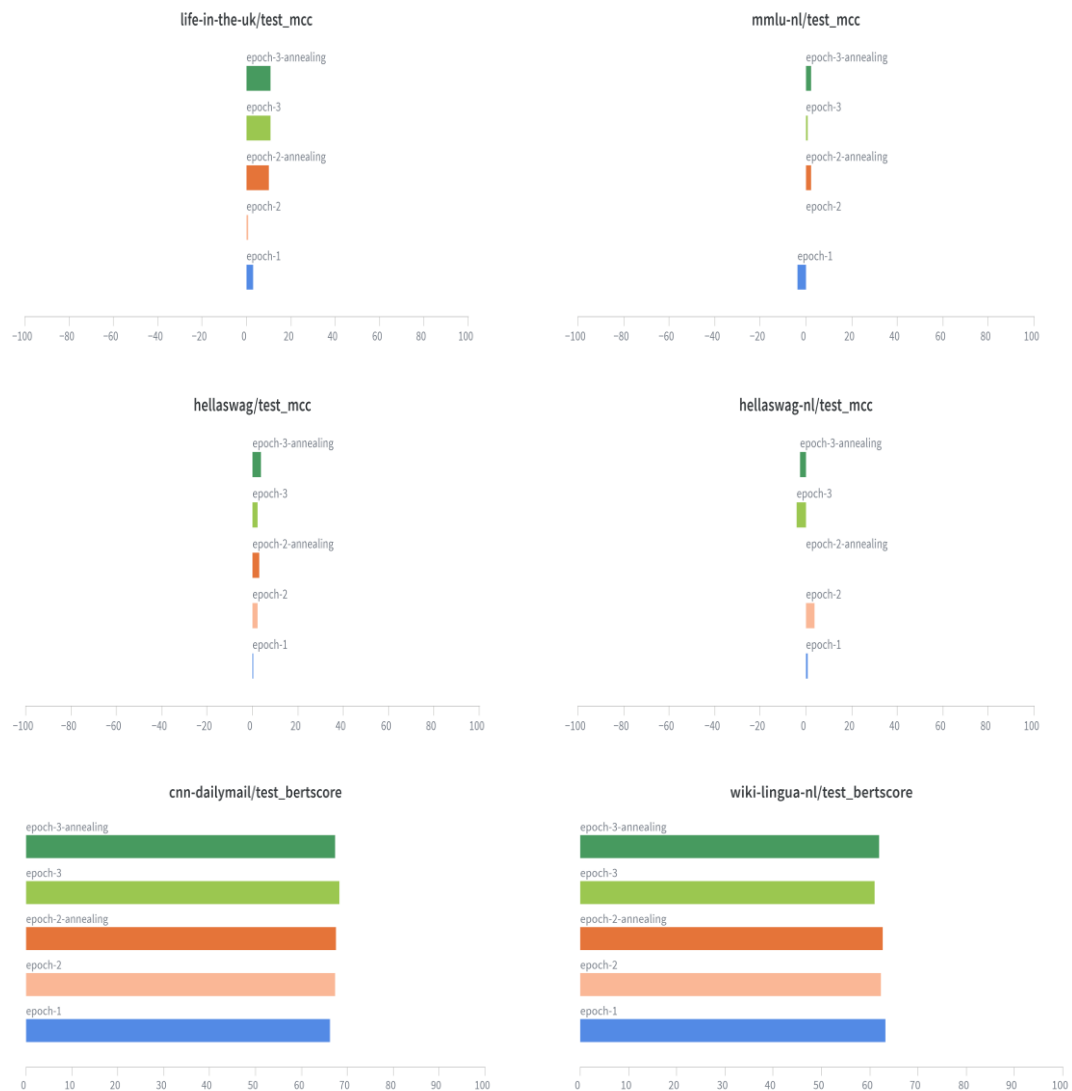 life-in-the-uk/test_mcc
epoch-3-annealing
epoch-3
epoch-2-annealing
epoch-2
epoch-1
−100 −80 −60 −40 −20 0 20 40 60 80 100
mmlu-nl/test_mcc
epoch-3-annealing
epoch-3
epoch-2-annealing
epoch-2
epoch-1
−100 −80 −60 −40 −20 0 20 40 60 80 100
hellaswag/test_mcc
epoch-3-annealing
epoch-3
epoch-2-annealing
epoch-2
epoch-1
−100 −80 −60 −40 −20 0 20 40 60 80 100
hellaswag-nl/test_mcc
epoch-3-annealing
epoch-3
epoch-2-annealing
epoch-2
epoch-1
−100 −80 −60 −40 −20 0 20 40 60 80 100
cnn-dailymail/test_bertscore
epoch-3-annealing
epoch-3
epoch-2-annealing
epoch-2
epoch-1
0 10 20 30 40 50 60 70 80 90 100
wiki-lingua-nl/test_bertscore
epoch-3-annealing
epoch-3
epoch-2-annealing
epoch-2
epoch-1
0 10 20 30 40 50 60 70 80 90 100